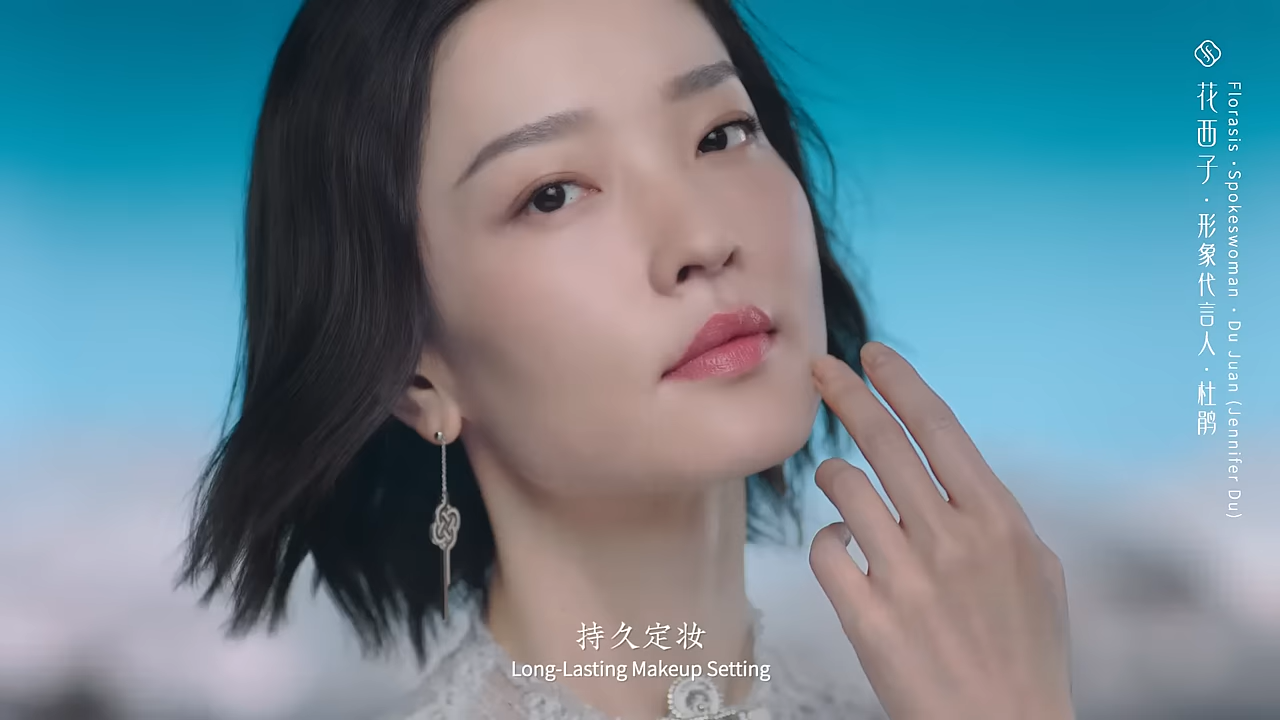 花西子·形象代言人·杜鹃
Florasis · Spokeswoman · Du Juan (Jennifer Du)
持久定妆
Long-Lasting Makeup Setting